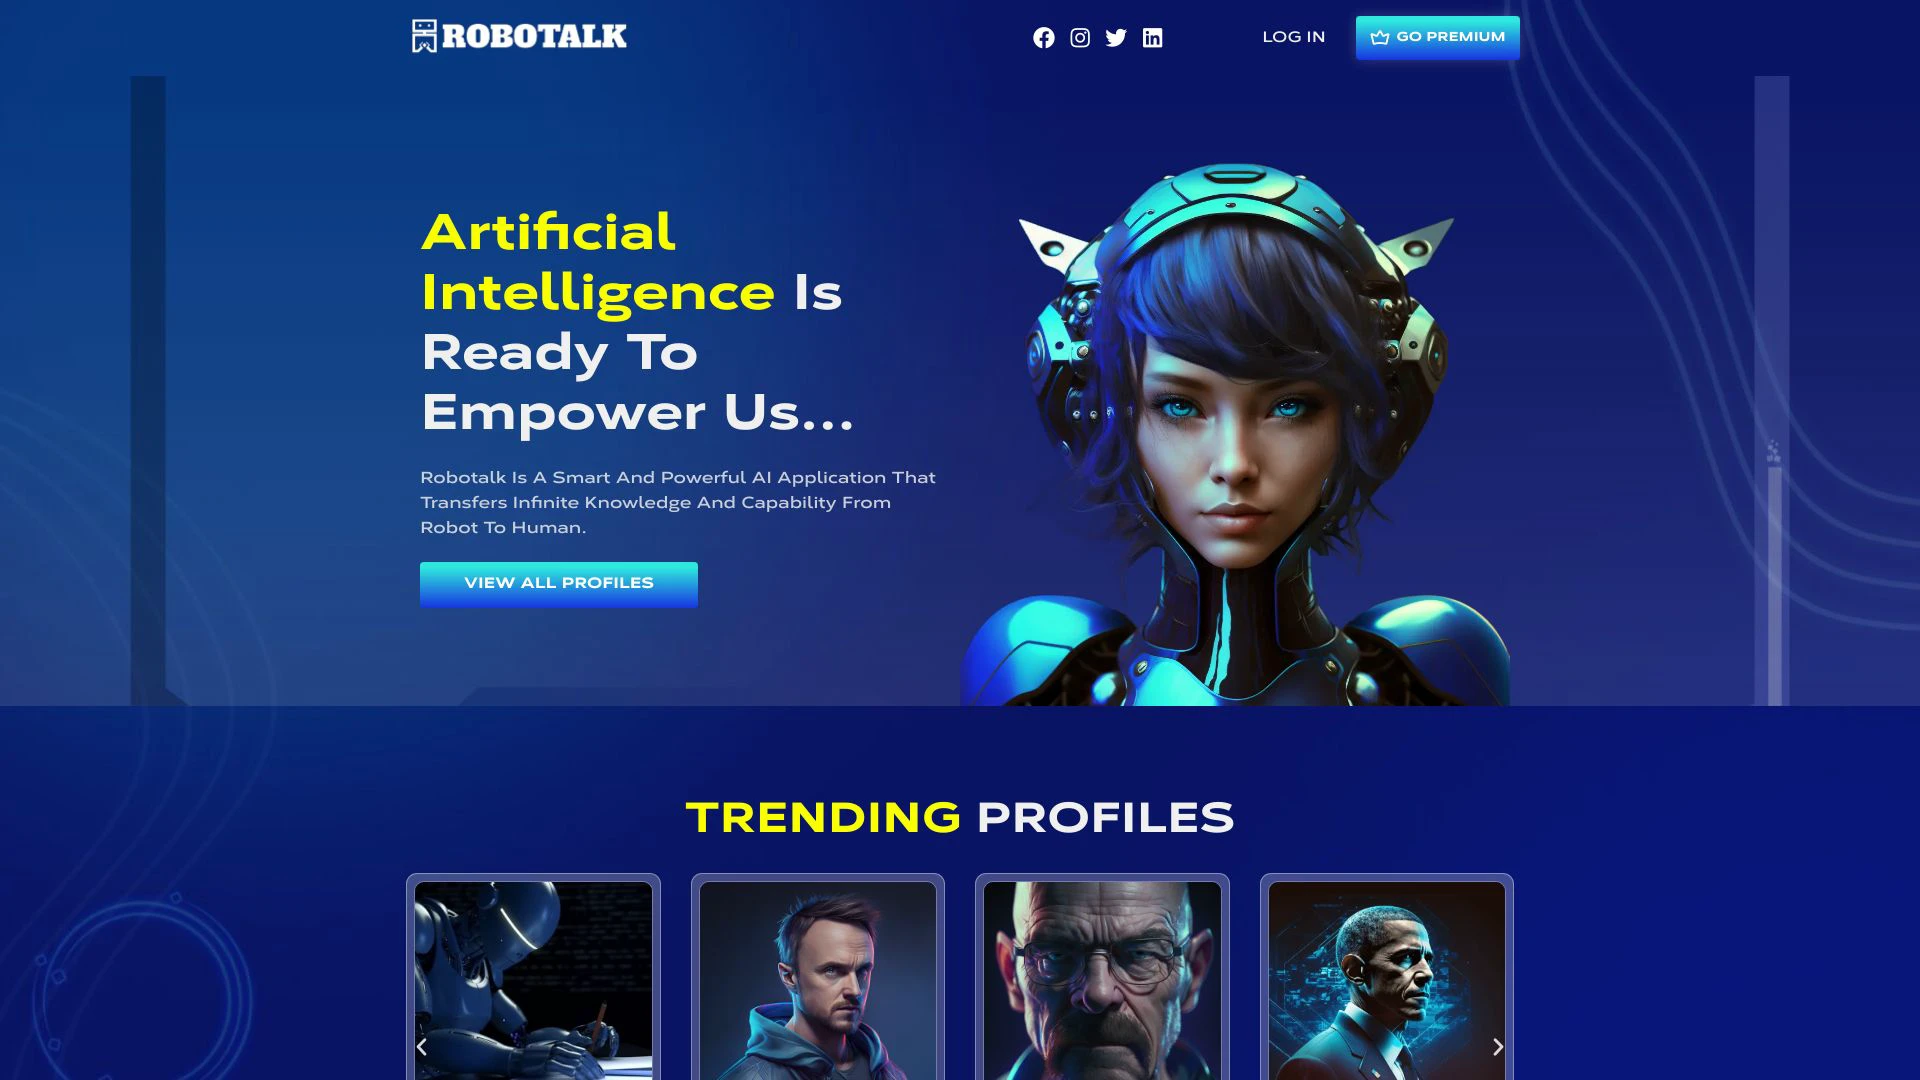 ROBOTALK
LOG IN
GO PREMIUM
Artificial
Intelligence Is
Ready To
Empower Us...
Robotalk Is A Smart And Powerful AI Application That
Transfers Infinite Knowledge And Capability From
Robot To Human.
VIEW ALL PROFILES
TRENDING PROFILES